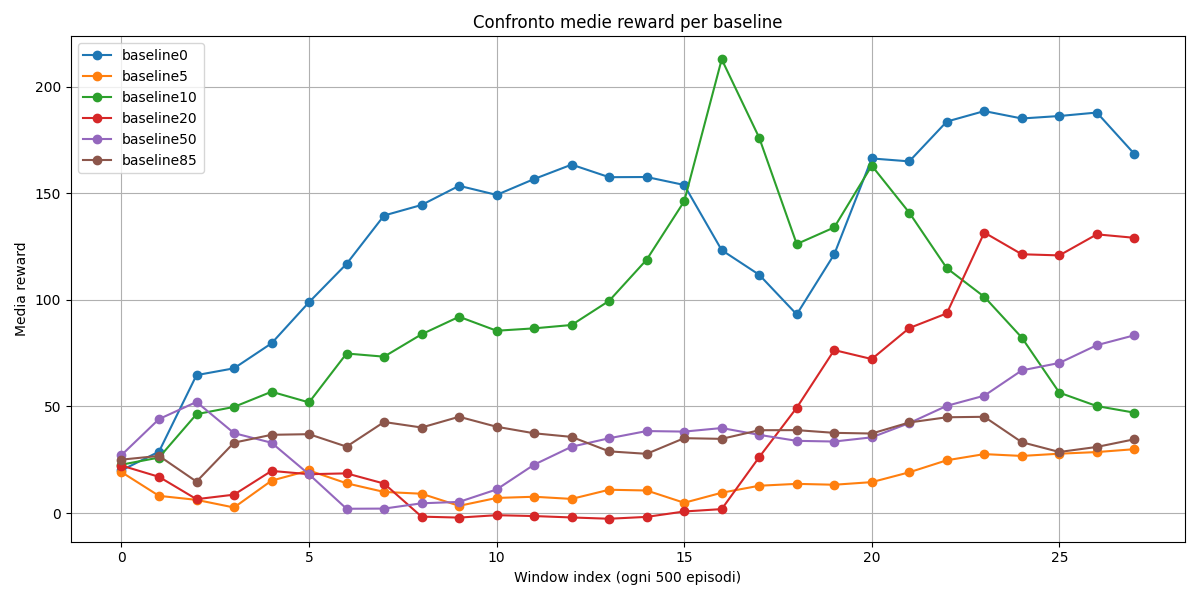 Confronto medie reward per baseline
baseline0
baseline5
baseline10
baseline20
baseline50
baseline85
Media reward
200
150
100
50
0
0 5 10 15 20 25
Window index (ogni 500 episodi)